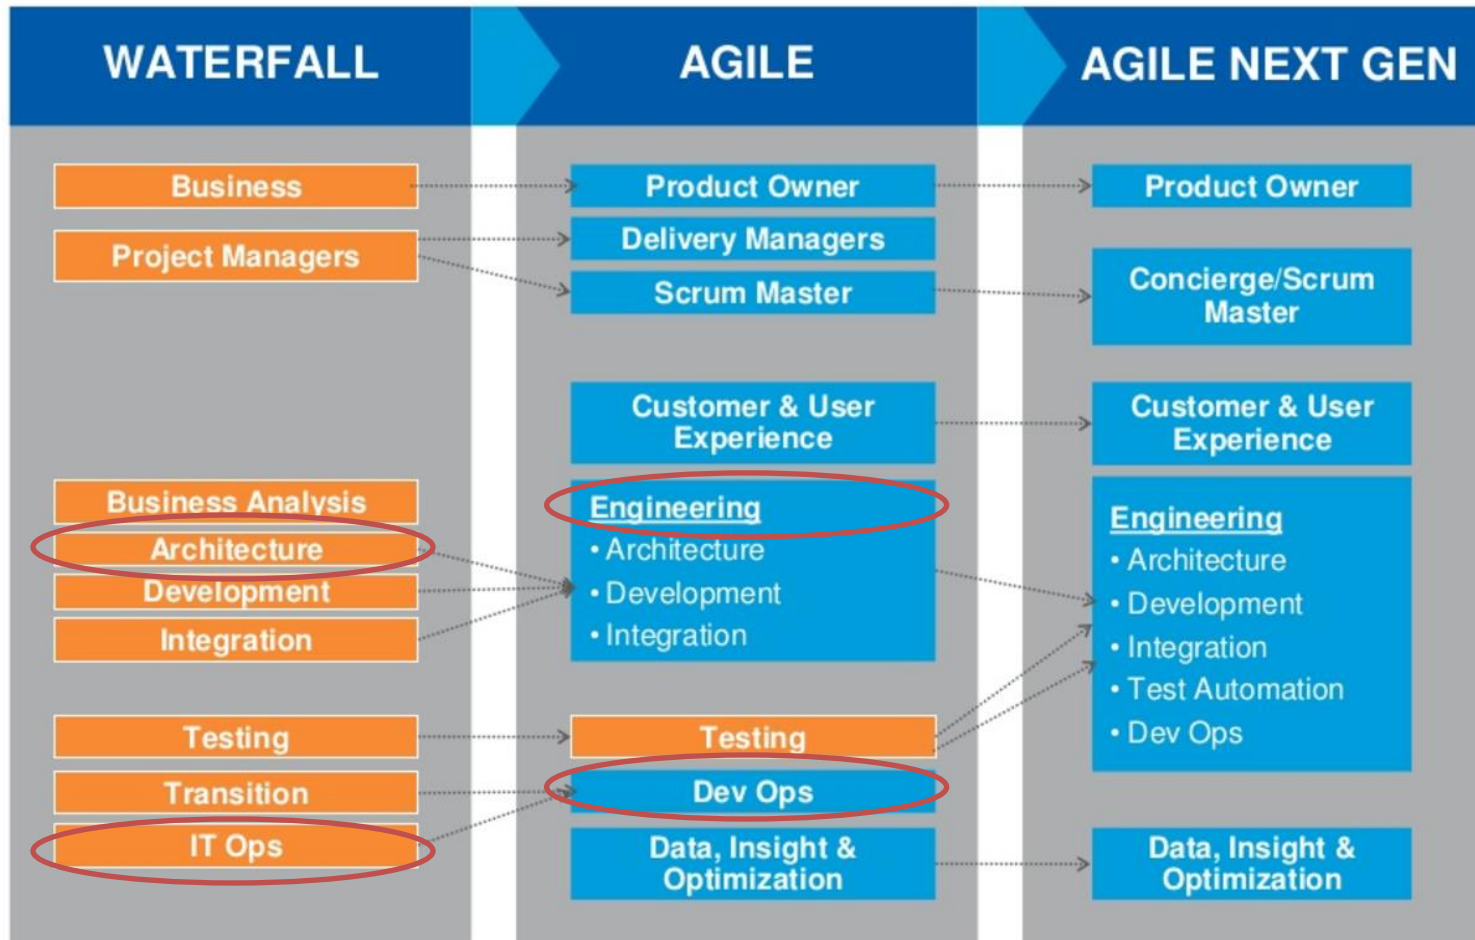 WATERFALL
AGILE
AGILE NEXT GEN
Business
Project Managers
Business Analysis
Architecture
Development
Integration
Testing
Transition
IT Ops
Product Owner
Delivery Managers
Scrum Master
Customer & User
Experience
Engineering
• Architecture
• Development
• Integration
Testing
Dev Ops
Data, Insight &
Optimization
Product Owner
Concierge/Scrum
Master
Customer & User
Experience
Engineering
• Architecture
• Development
• Integration
• Test Automation
• Dev Ops
Data, Insight &
Optimization